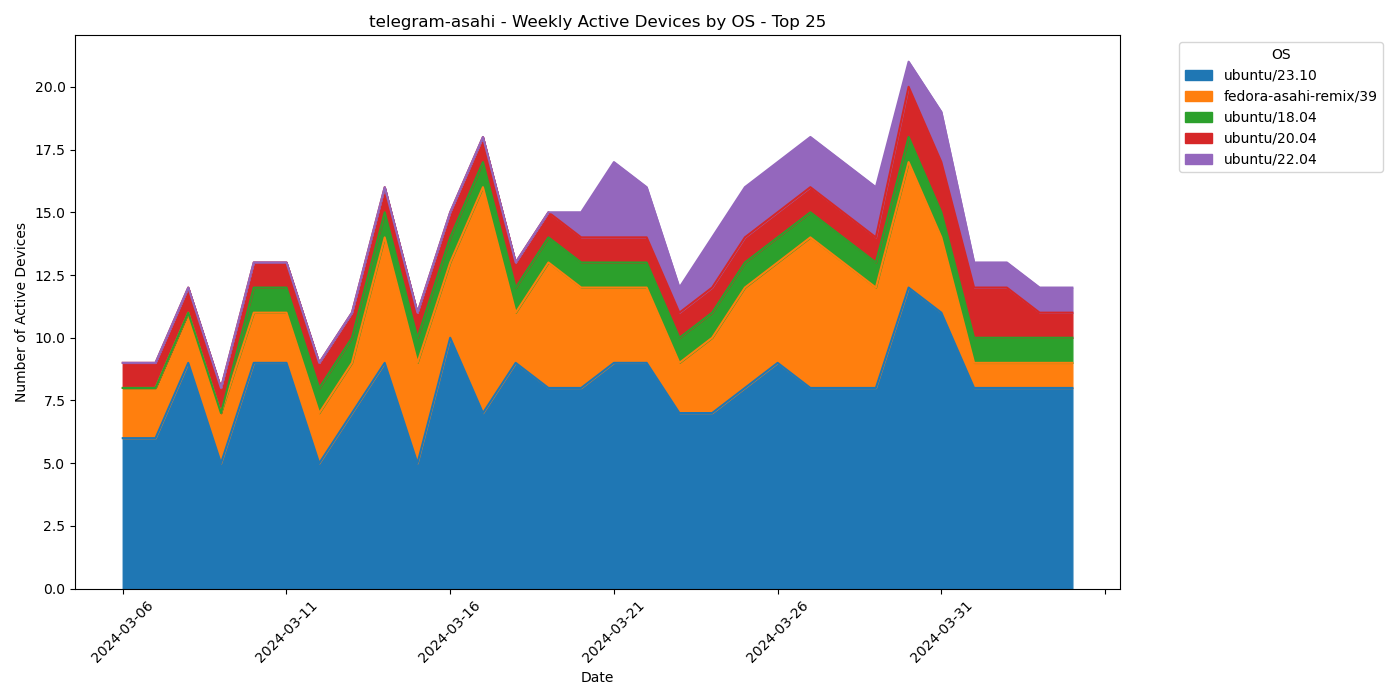 telegram-asahi - Weekly Active Devices by OS - Top 25
OS
ubuntu/23.10
fedora-asahi-remix/39
ubuntu/18.04
ubuntu/20.04
ubuntu/22.04
Number of Active Devices
20.0
17.5
15.0
12.5
10.0
7.5
5.0
2.5
0.0
2024-03-06
2024-03-11
2024-03-16
2024-03-21
2024-03-26
2024-03-31
Date